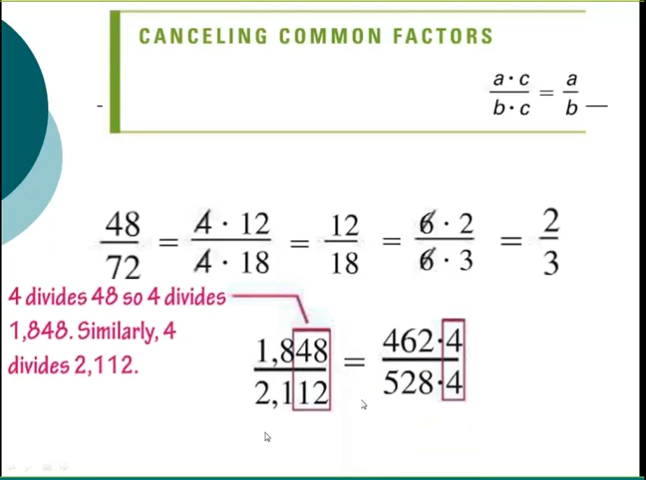 CANCELING COMMON FACTORS
a · c / b · c = a / b
48 / 72 = 4 · 12 / 4 · 18 = 12 / 18 = 6 · 2 / 6 · 3 = 2 / 3
4 divides 48 so 4 divides
1,848. Similarly, 4
divides 2,112.
1,848 / 2,112 = 462·4 / 528·4